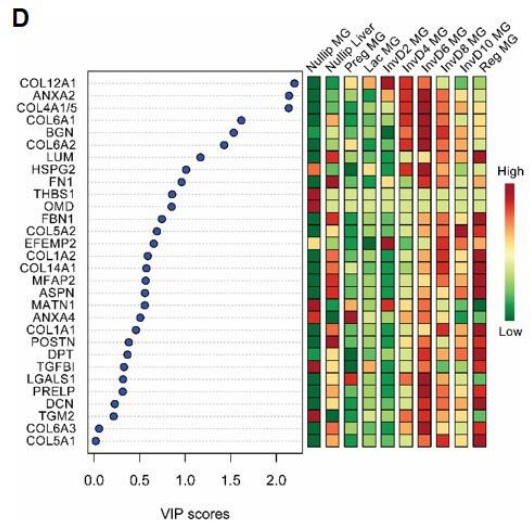 D
Nullip MG
Nullip Liver
Preg MG
Lac MG
InvD2 MG
InvD4 MG
InvD6 MG
InvD8 MG
InvD10 MG
Reg MG
COL12A1
ANXA2
COL4A1/5
COL6A1
BGN
COL6A2
LUM
HSPG2
FN1
THBS1
OMD
FBN1
COL5A2
EFEMP2
COL1A2
COL14A1
MFAP2
ASPN
MATN1
ANXA4
COL1A1
POSTN
DPT
TGFBI
LGALS1
PRELP
DCN
TGM2
COL6A3
COL5A1
High
Low
0.0 0.5 1.0 1.5 2.0
VIP scores